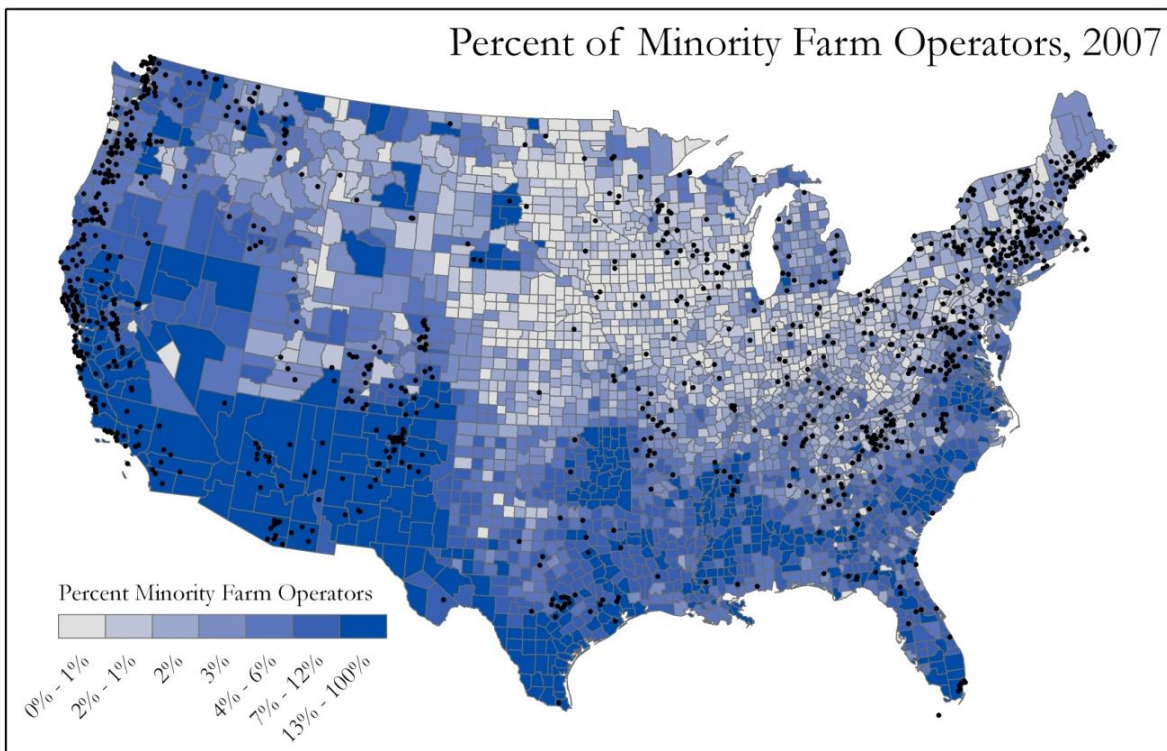 Percent of Minority Farm Operators, 2007
Percent Minority Farm Operators
0% - 1%
2% - 1%
2%
3%
4% - 6%
7% - 12%
13% - 100%